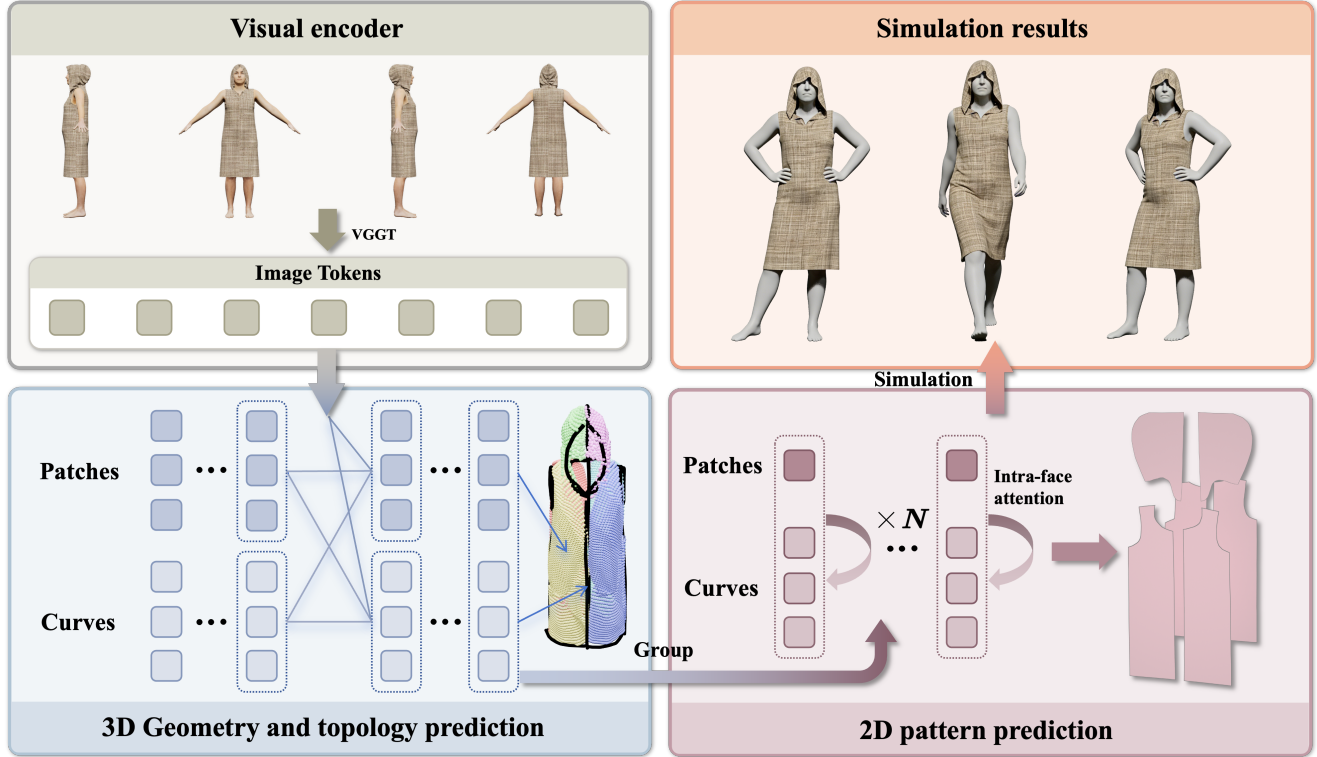 Visual encoder
VGGT
Image Tokens
Simulation results
Simulation
Patches
...
...
Curves
...
...
3D Geometry and topology prediction
Group
Patches
× N
...
Intra-face
attention
Curves
2D pattern prediction